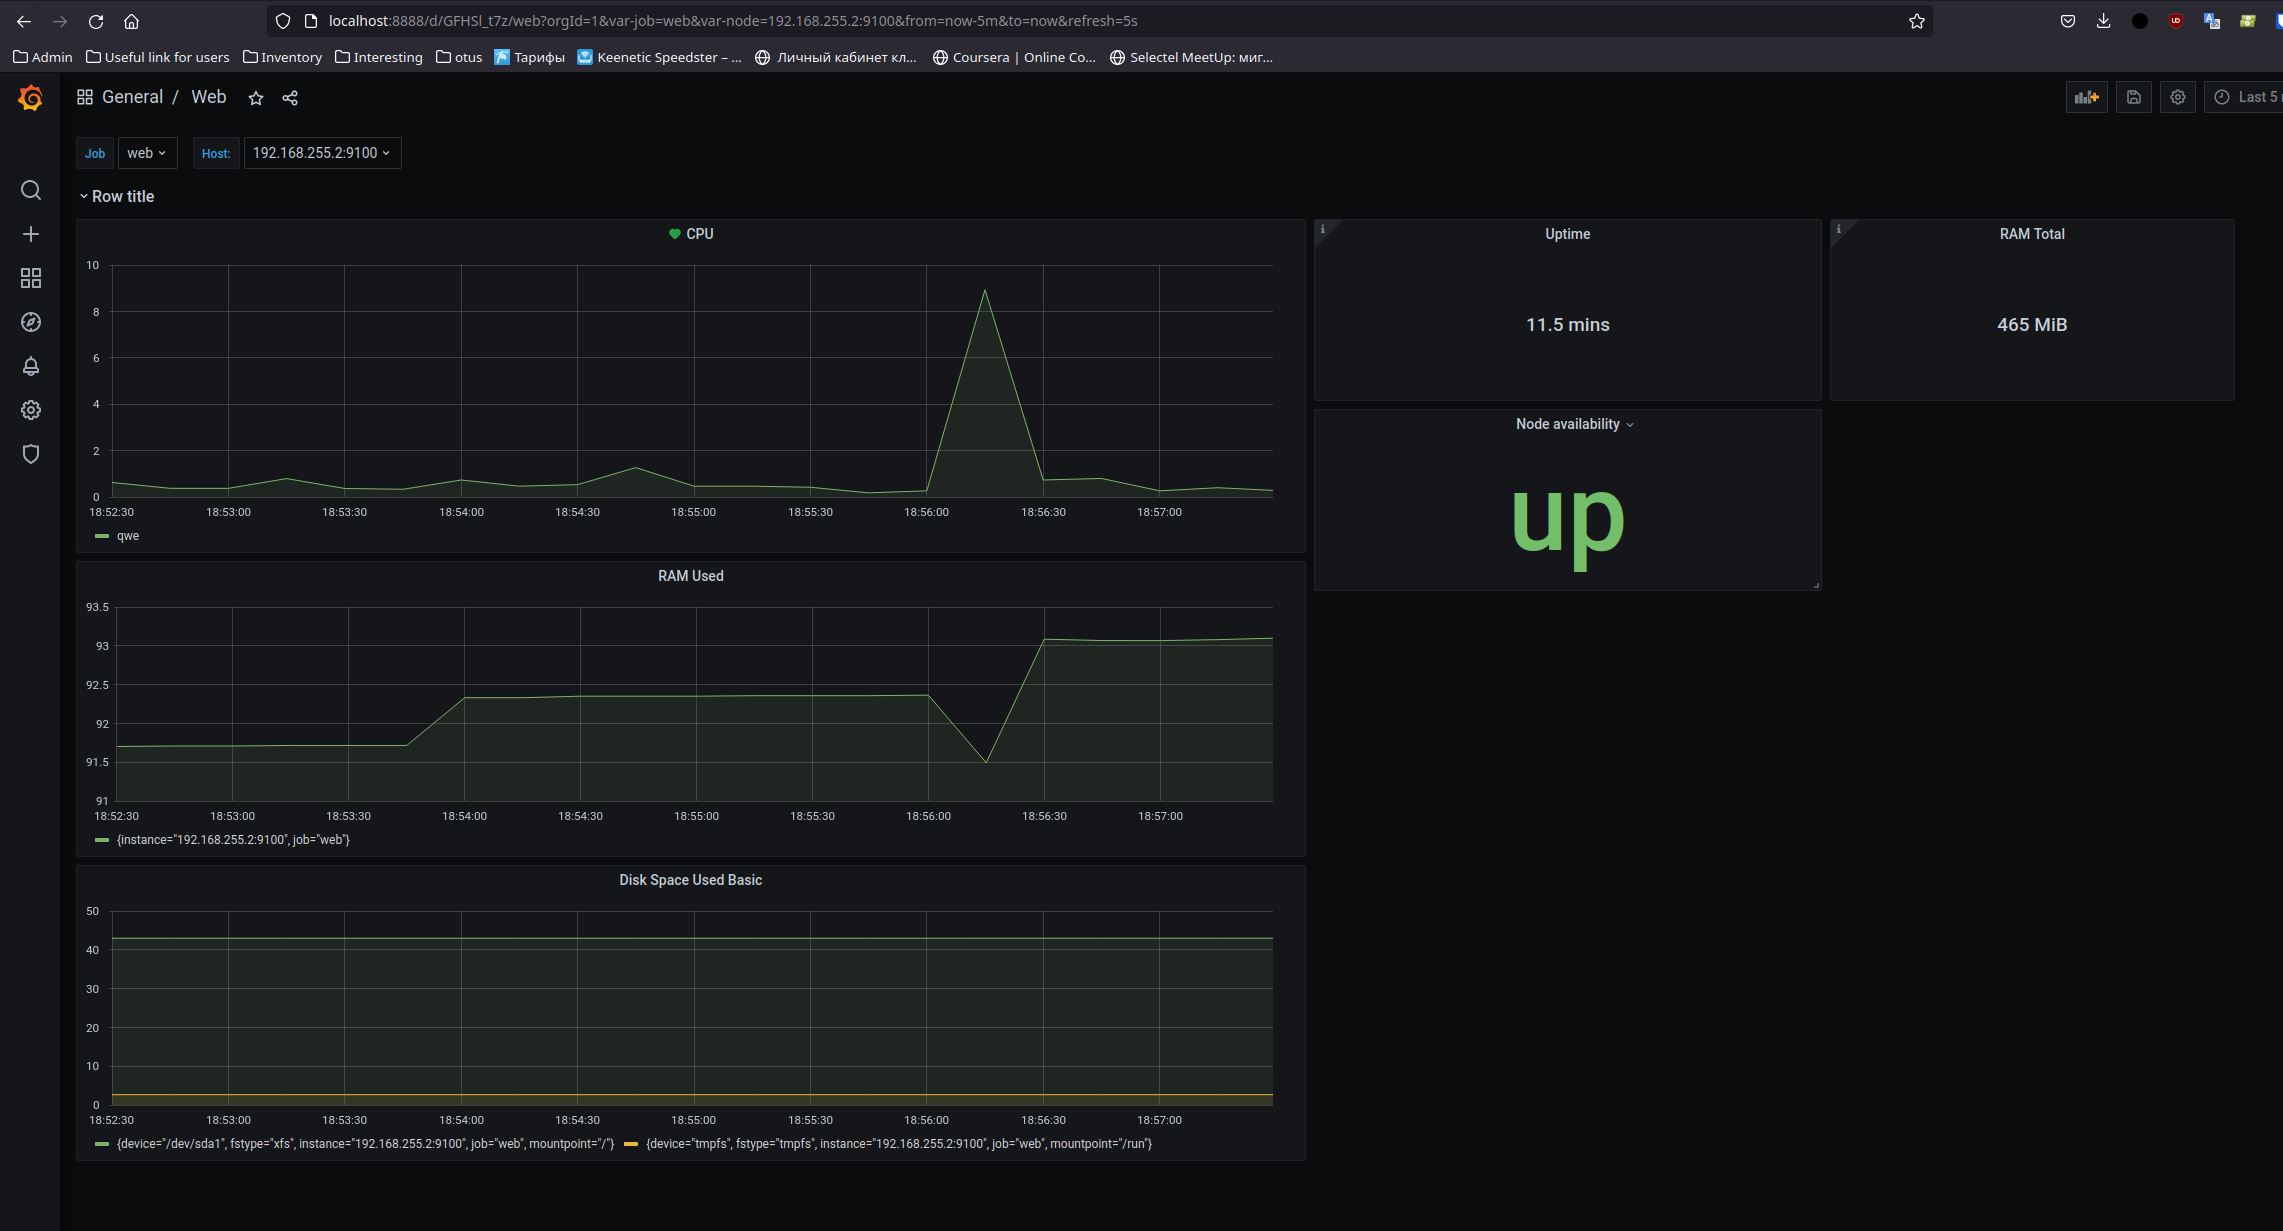 localhost:8888/d/GFHSl_t7z/web?orgId=1&var-job=web&var-node=192.168.255.2:9100&from=now-5m&to=now&refresh=5s
Admin Useful link for users Inventory Interesting otus Тарифы Keenetic Speedster – ... Личный кабинет кл... Coursera | Online Co... Selectel MeetUp: миг...
General / Web
Last 5
Job web Host: 192.168.255.2:9100
Row title
CPU
10
8
6
4
2
0
18:52:30 18:53:00 18:53:30 18:54:00 18:54:30 18:55:00 18:55:30 18:56:00 18:56:30 18:57:00
qwe
Uptime
11.5 mins
RAM Total
465 MiB
Node availability
up
RAM Used
93.5
93
92.5
92
91.5
91
18:52:30 18:53:00 18:53:30 18:54:00 18:54:30 18:55:00 18:55:30 18:56:00 18:56:30 18:57:00
{instance="192.168.255.2:9100", job="web"}
Disk Space Used Basic
50
40
30
20
10
0
18:52:30 18:53:00 18:53:30 18:54:00 18:54:30 18:55:00 18:55:30 18:56:00 18:56:30 18:57:00
{device="/dev/sda1", fstype="xfs", instance="192.168.255.2:9100", job="web", mountpoint="/"} {device="tmpfs", fstype="tmpfs", instance="192.168.255.2:9100", job="web", mountpoint="/run"}